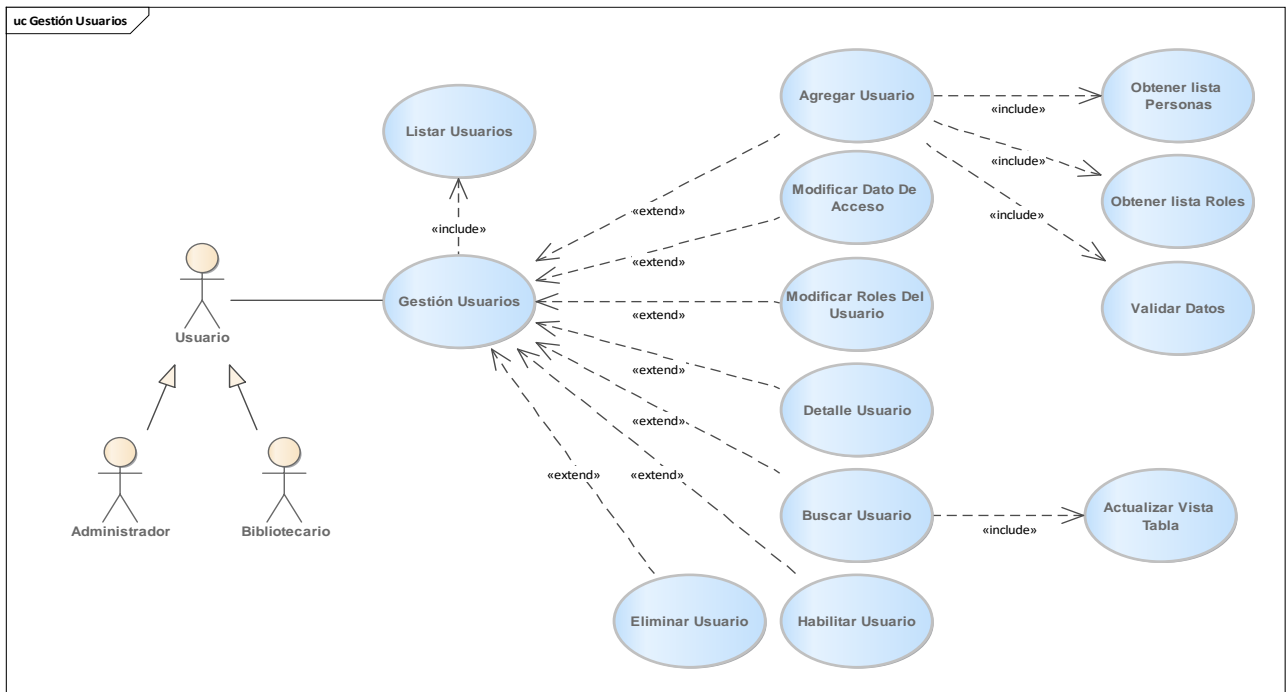 uc Gestión Usuarios
Agregar Usuario
Obtener lista
Personas
«include»
Listar Usuarios
«include»
Modificar Dato De
Acceso
Obtener lista Roles
«extend»
«include»
«include»
«extend»
Gestión Usuarios
Modificar Roles Del
Usuario
Validar Datos
«extend»
Usuario
Detalle Usuario
«extend»
«extend»
«extend»
Buscar Usuario
Actualizar Vista
Tabla
«include»
Administrador
Bibliotecario
Eliminar Usuario
Habilitar Usuario